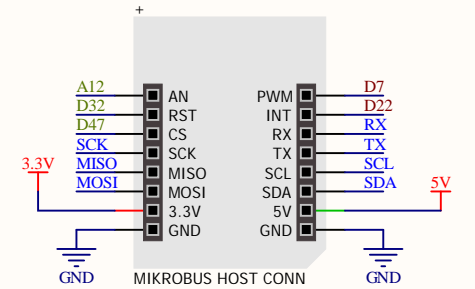 +
A12 AN PWM D7
D32 RST INT D22
D47 CS RX RX
SCK SCK TX TX
3.3V MISO MISO SCL SCL
MOSI MOSI SDA SDA 5V
3.3V 5V
GND GND
GND MIKROBUS HOST CONN GND